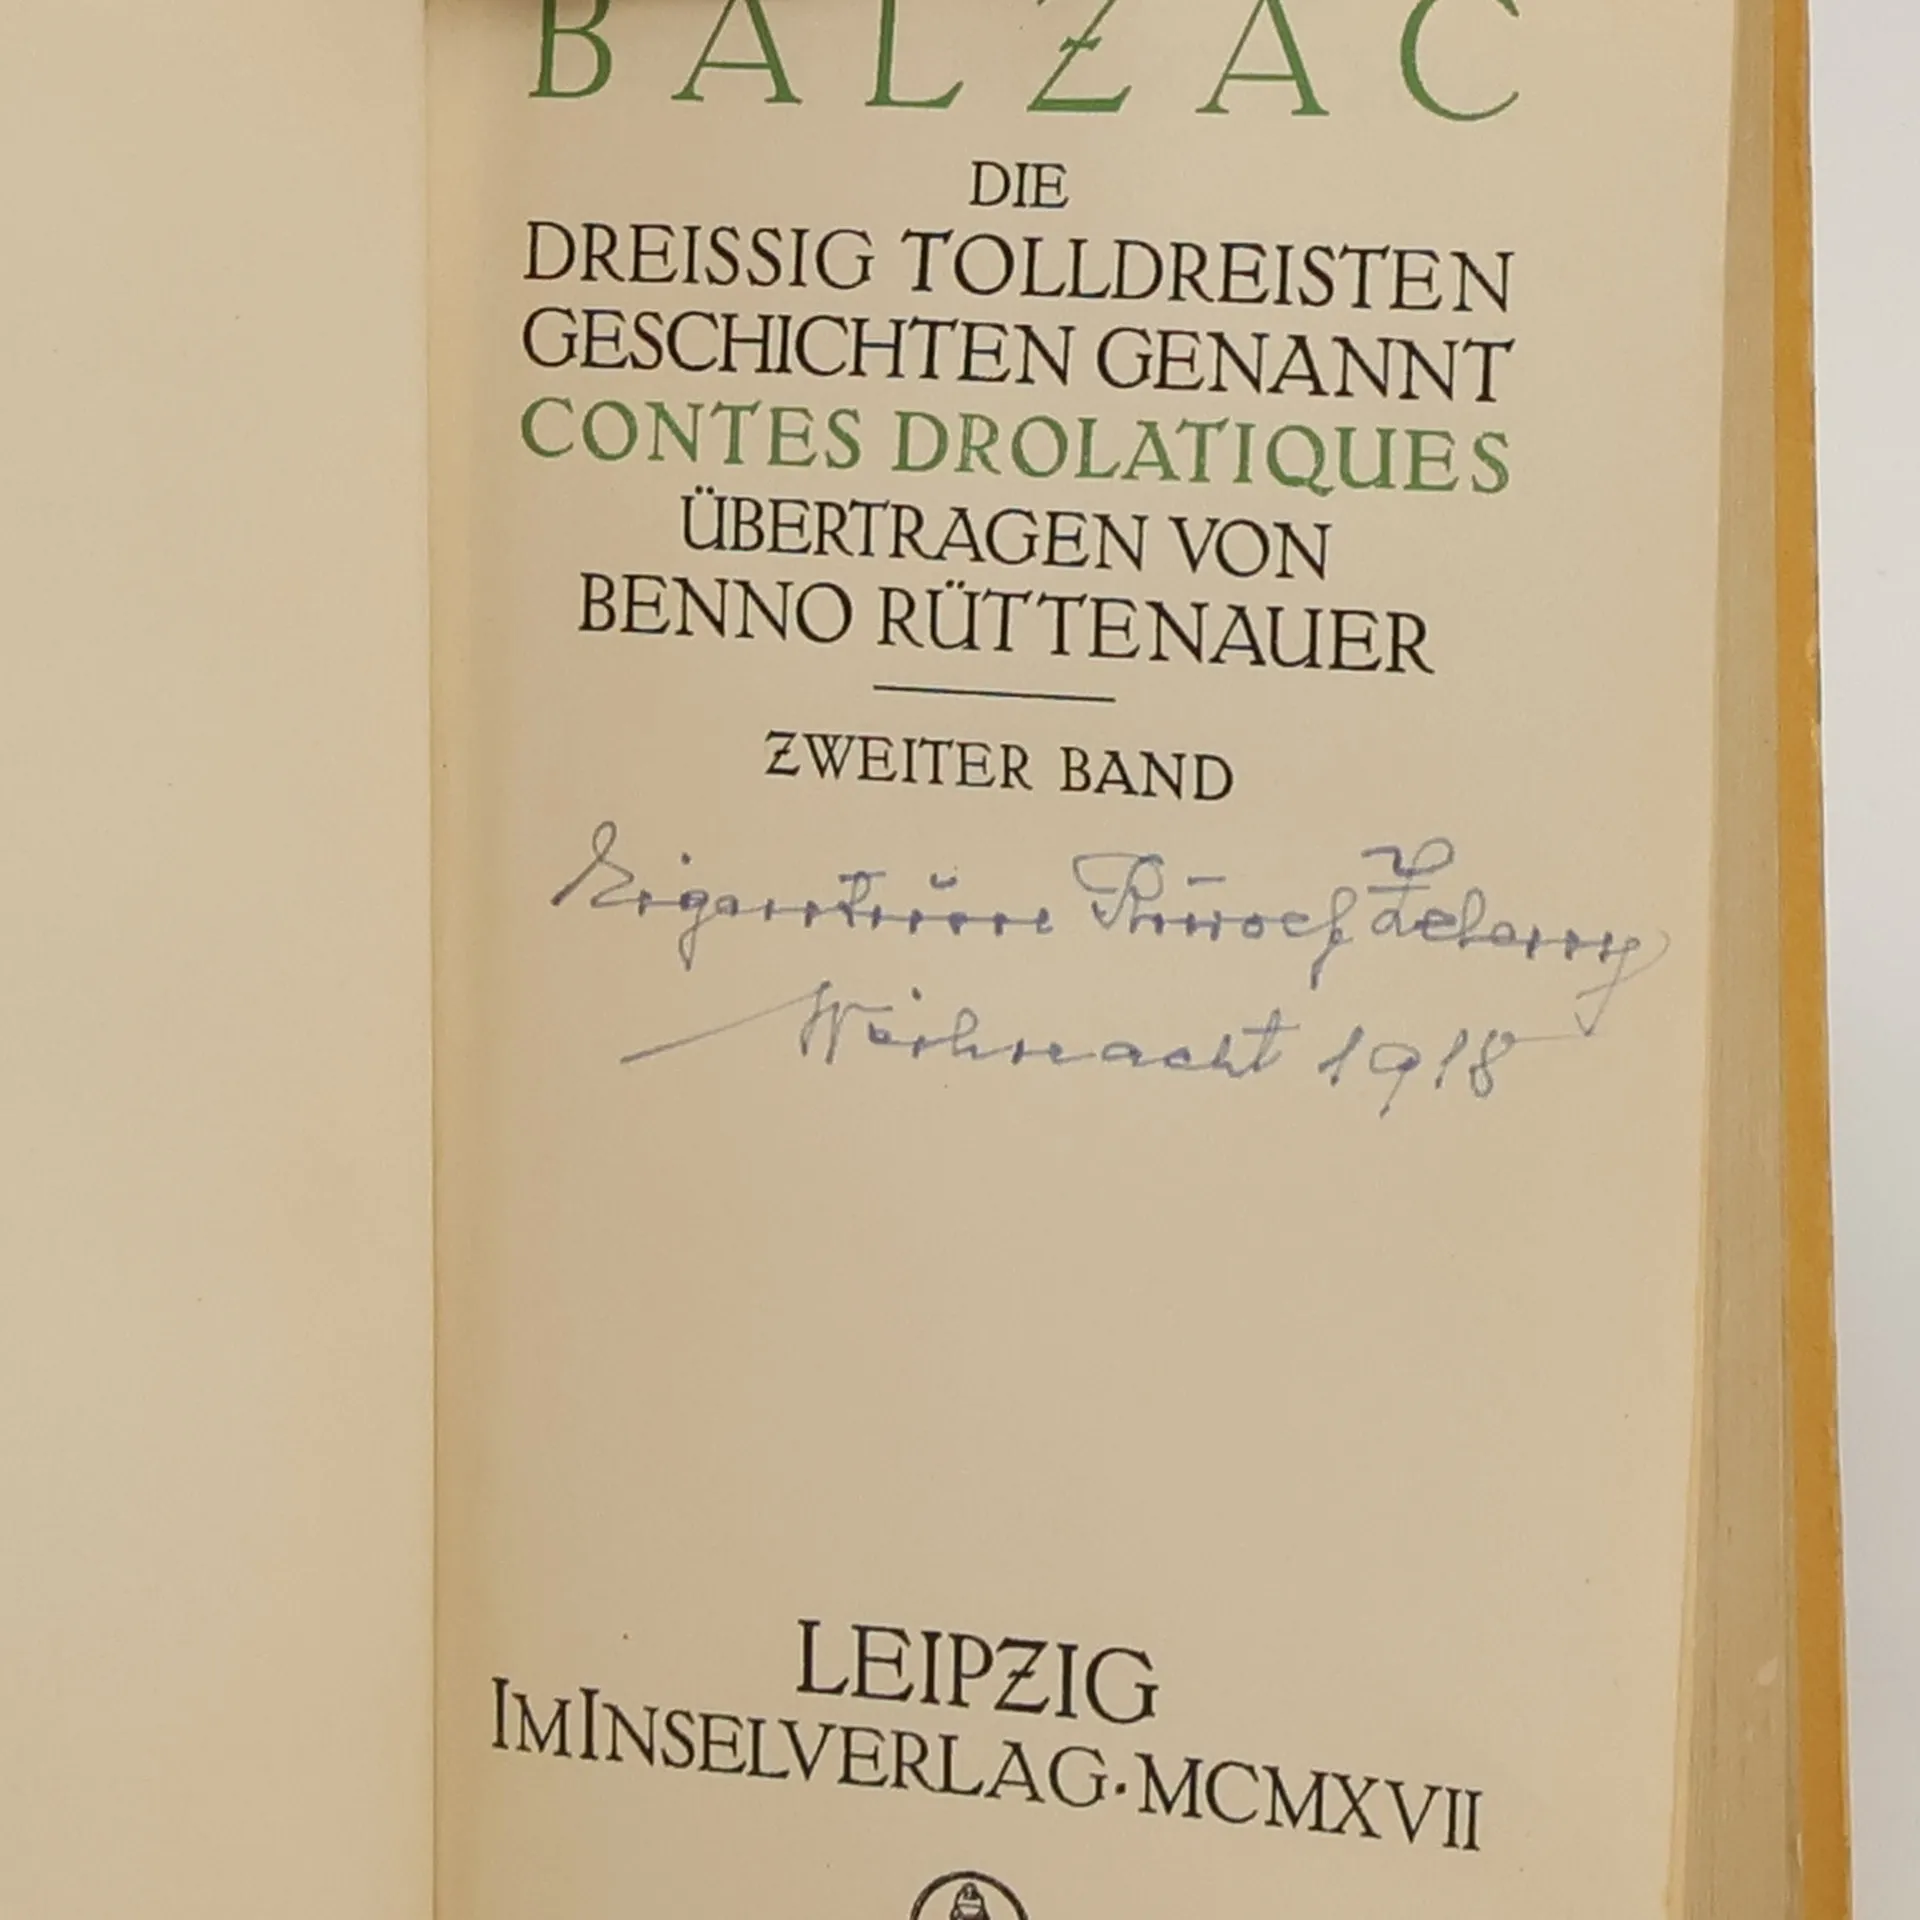 BALZAC
DIE
DREISSIG TOLLDREISTEN
GESCHICHTEN GENANNT
CONTES DROLATIQUES
ÜBERTRAGEN VON
BENNO RÜTTENAUER
ZWEITER BAND
Weihnacht 1918
LEIPZIG
IM INSELVERLAG · MCMXVII